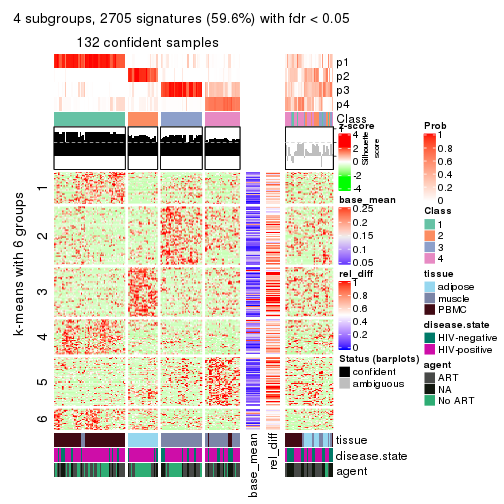 4 subgroups, 2705 signatures (59.6%) with fdr < 0.05
132 confident samples
p1
p2
p3
p4
Class
Silhouette
score
k-means with 6 groups
1
2
3
4
5
6
tissue
disease.state
agent
base_mean
rel_diff
z-score
4
2
0
-2
-4
base_mean
0.25
0.2
0.15
0.1
0.05
rel_diff
1
0.8
0.6
0.4
0.2
0
Status (barplots)
confident
ambiguous
Prob
1
0.8
0.6
0.4
0.2
0
Class
1
2
3
4
tissue
adipose
muscle
PBMC
disease.state
HIV-negative
HIV-positive
agent
ART
NA
No ART